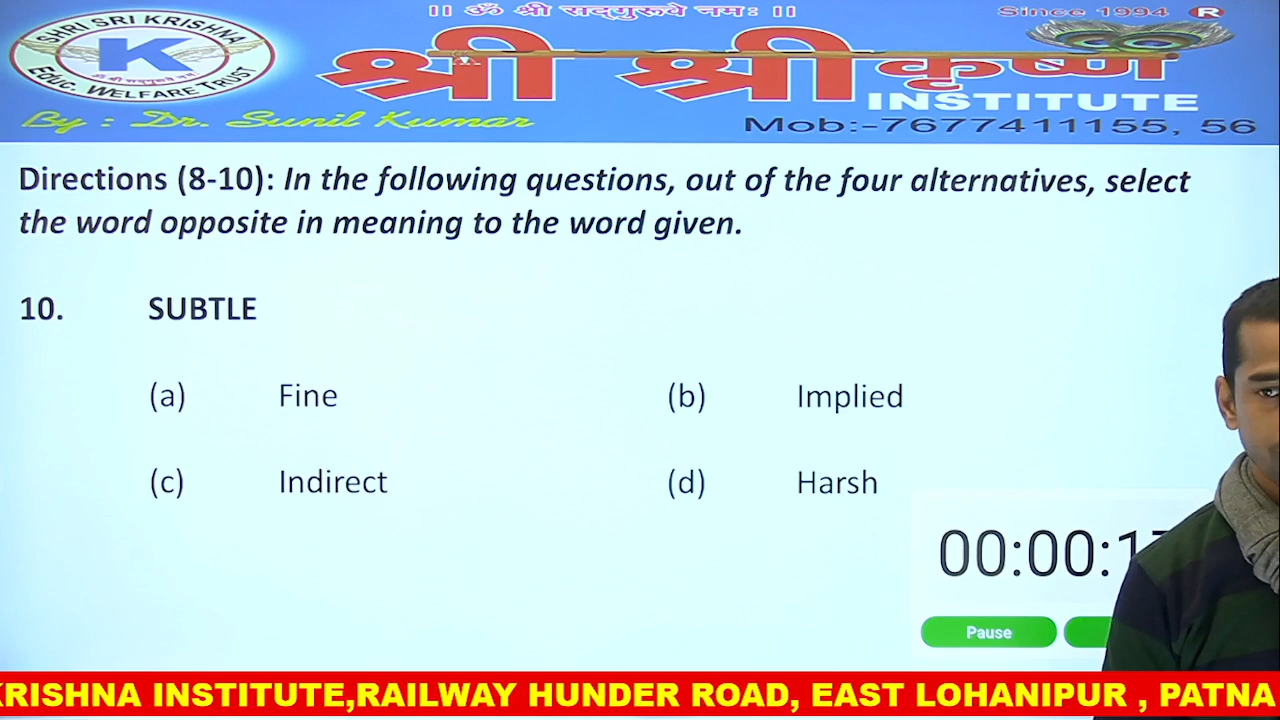 || ॐ श्री सद्गुरूवे नमः ||
Since 1994 R
SHRI SRI KRISHNA
K
EDUC. WELFARE TRUST
श्री श्री कृष्ण
INSTITUTE
By : Dr. Sunil Kumar
Mob:-7677411155, 56
Directions (8-10): In the following questions, out of the four alternatives, select
the word opposite in meaning to the word given.
10. SUBTLE
(a) Fine (b) Implied
(c) Indirect (d) Harsh
Pause
KRISHNA INSTITUTE,RAILWAY HUNDER ROAD, EAST LOHANIPUR , PATNA